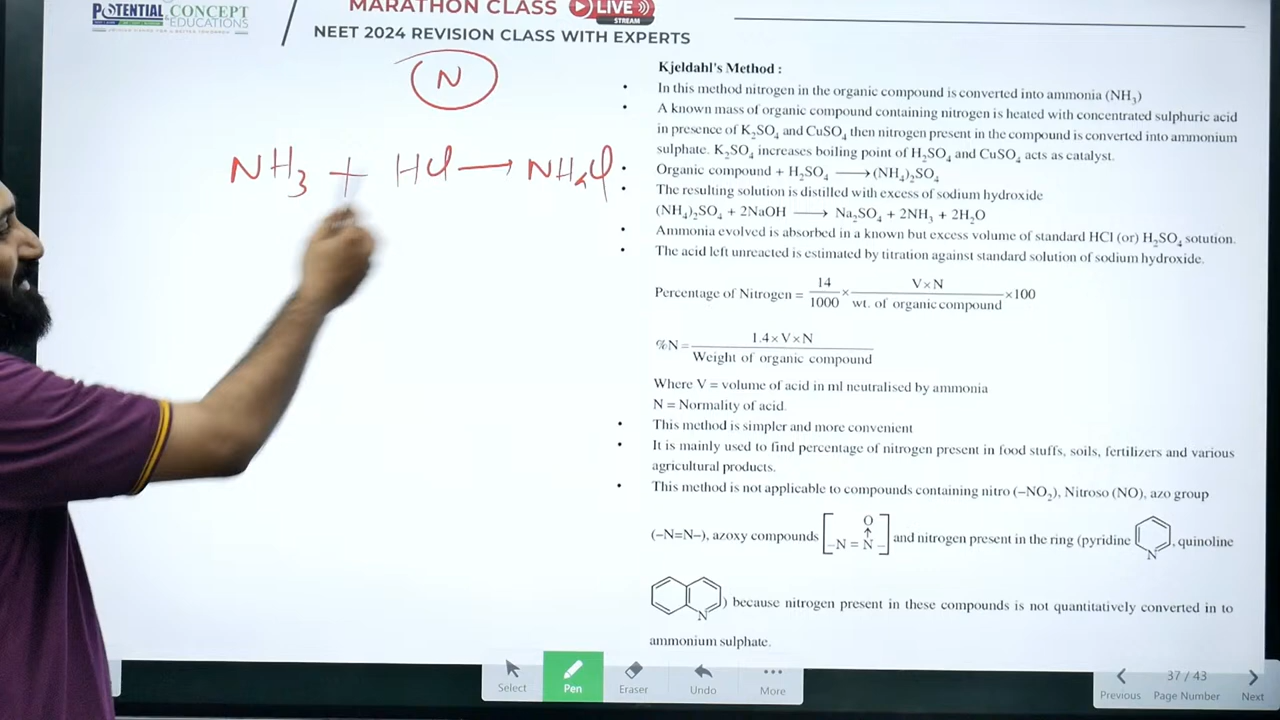 POTENTIAL CONCEPT
EDUCATIONS
MARATHON CLASS LIVE
STREAM
NEET 2024 REVISION CLASS WITH EXPERTS
N
NH3 + HCl → NH4Cl
Kjeldahl's Method :
• In this method nitrogen in the organic compound is converted into ammonia (NH₃)
• A known mass of organic compound containing nitrogen is heated with concentrated sulphuric acid
in presence of K₂SO₄ and CuSO₄ then nitrogen present in the compound is converted into ammonium
sulphate. K₂SO₄ increases boiling point of H₂SO₄ and CuSO₄ acts as catalyst.
• Organic compound + H₂SO₄ ⟶ (NH₄)₂SO₄
• The resulting solution is distilled with excess of sodium hydroxide
(NH₄)₂SO₄ + 2NaOH ⟶ Na₂SO₄ + 2NH₃ + 2H₂O
• Ammonia evolved is absorbed in a known but excess volume of standard HCl (or) H₂SO₄ sotution.
• The acid left unreacted is estimated by titration against standard solution of sodium hydroxide.
Percentage of Nitrogen = 14/1000 × V×N/wt. of organic compound ×100
%N = 1.4×V×N/Weight of organic compound
Where V = volume of acid in ml neutralised by ammonia
N = Normality of acid.
• This method is simpler and more convenient
• It is mainly used to find percentage of nitrogen present in food stuffs, soils, fertilizers and various
agricultural products.
• This method is not applicable to compounds containing nitro (–NO₂), Nitroso (NO), azo group
(–N=N–), azoxy compounds [–N=N– ↑ O] and nitrogen present in the ring (pyridine N, quinoline
N) because nitrogen present in these compounds is not quantitatively converted in to
ammonium sulphate.
Select Pen Eraser Undo More
37 / 43
Previous Page Number Next